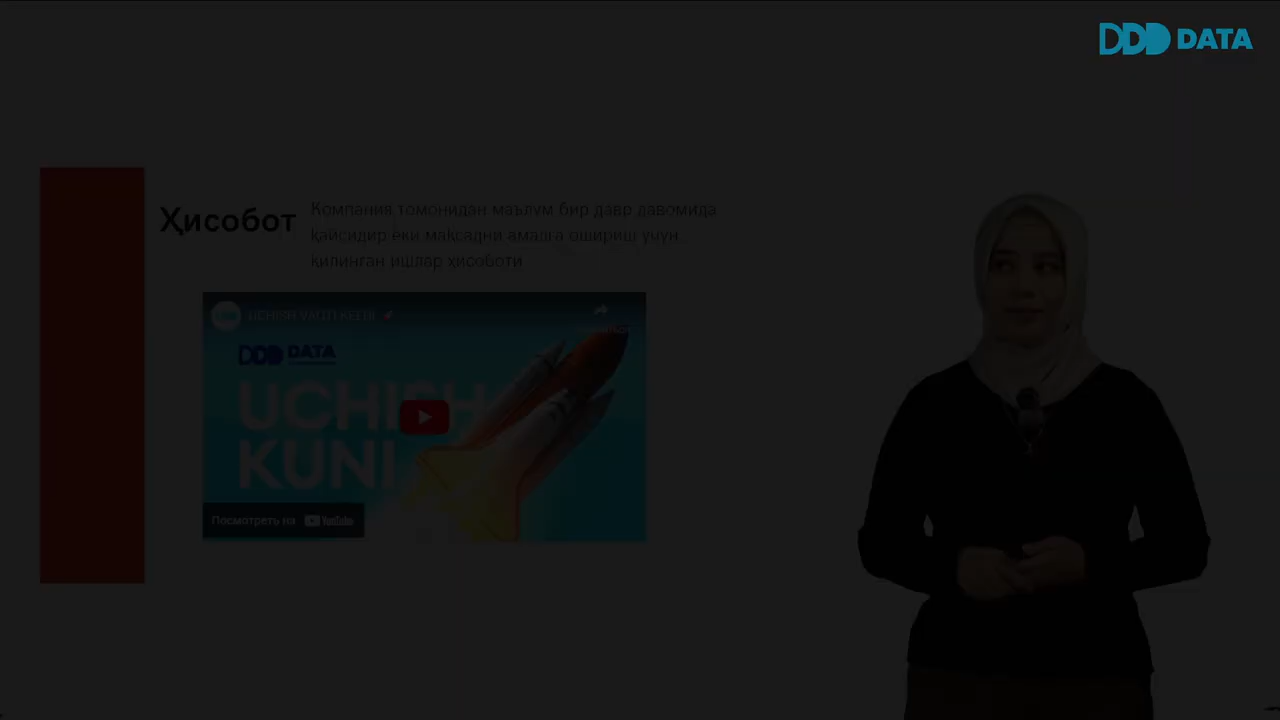 DDD DATA
Ҳисобот
Компания томонидан маълум бир давр давомида
қайсидир ёки мақсадни амалга ошириш учун
қилинган ишлар ҳисоботи
UCHISH VAQTI KELDI 🚀
DDD DATA
UCHISH
KUNI
Посмотреть на YouTube